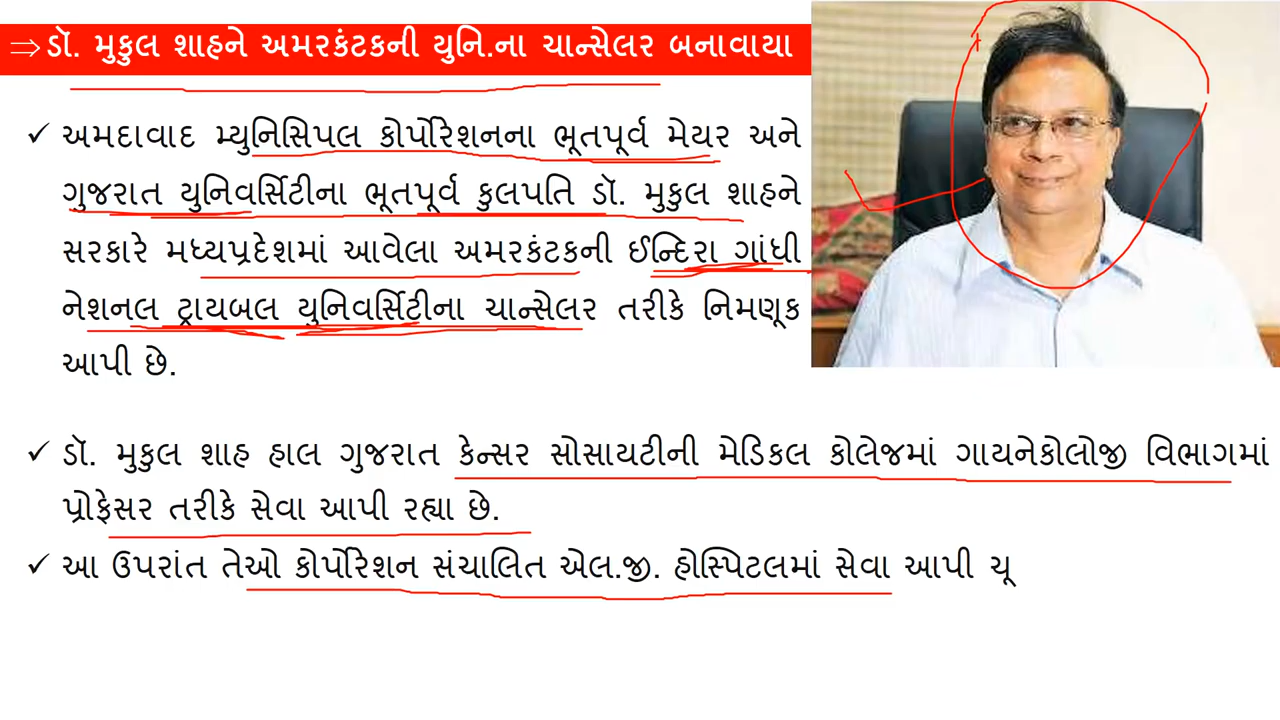 ⇒ ડૉ. મુકુલ શાહને અમરકંટકની યુનિ.ના ચાન્સેલર બનાવાયા
✓ અમદાવાદ મ્યુનિસિપલ કોર્પોરેશનના ભૂતપૂર્વ મેયર અને
ગુજરાત યુનિવર્સિટીના ભૂતપૂર્વ કુલપતિ ડૉ. મુકુલ શાહને
સરકારે મધ્યપ્રદેશમાં આવેલા અમરકંટકની ઈન્દિરા ગાંધી
નેશનલ ટ્રાયબલ યુનિવર્સિટીના ચાન્સેલર તરીકે નિમણૂક
આપી છે.
✓ ડૉ. મુકુલ શાહ હાલ ગુજરાત કેન્સર સોસાયટીની મેડિકલ કોલેજમાં ગાયનેકોલોજી વિભાગમાં
પ્રોફેસર તરીકે સેવા આપી રહ્યા છે.
✓ આ ઉપરાંત તેઓ કોર્પોરેશન સંચાલિત એલ.જી. હોસ્પિટલમાં સેવા આપી ચૂ